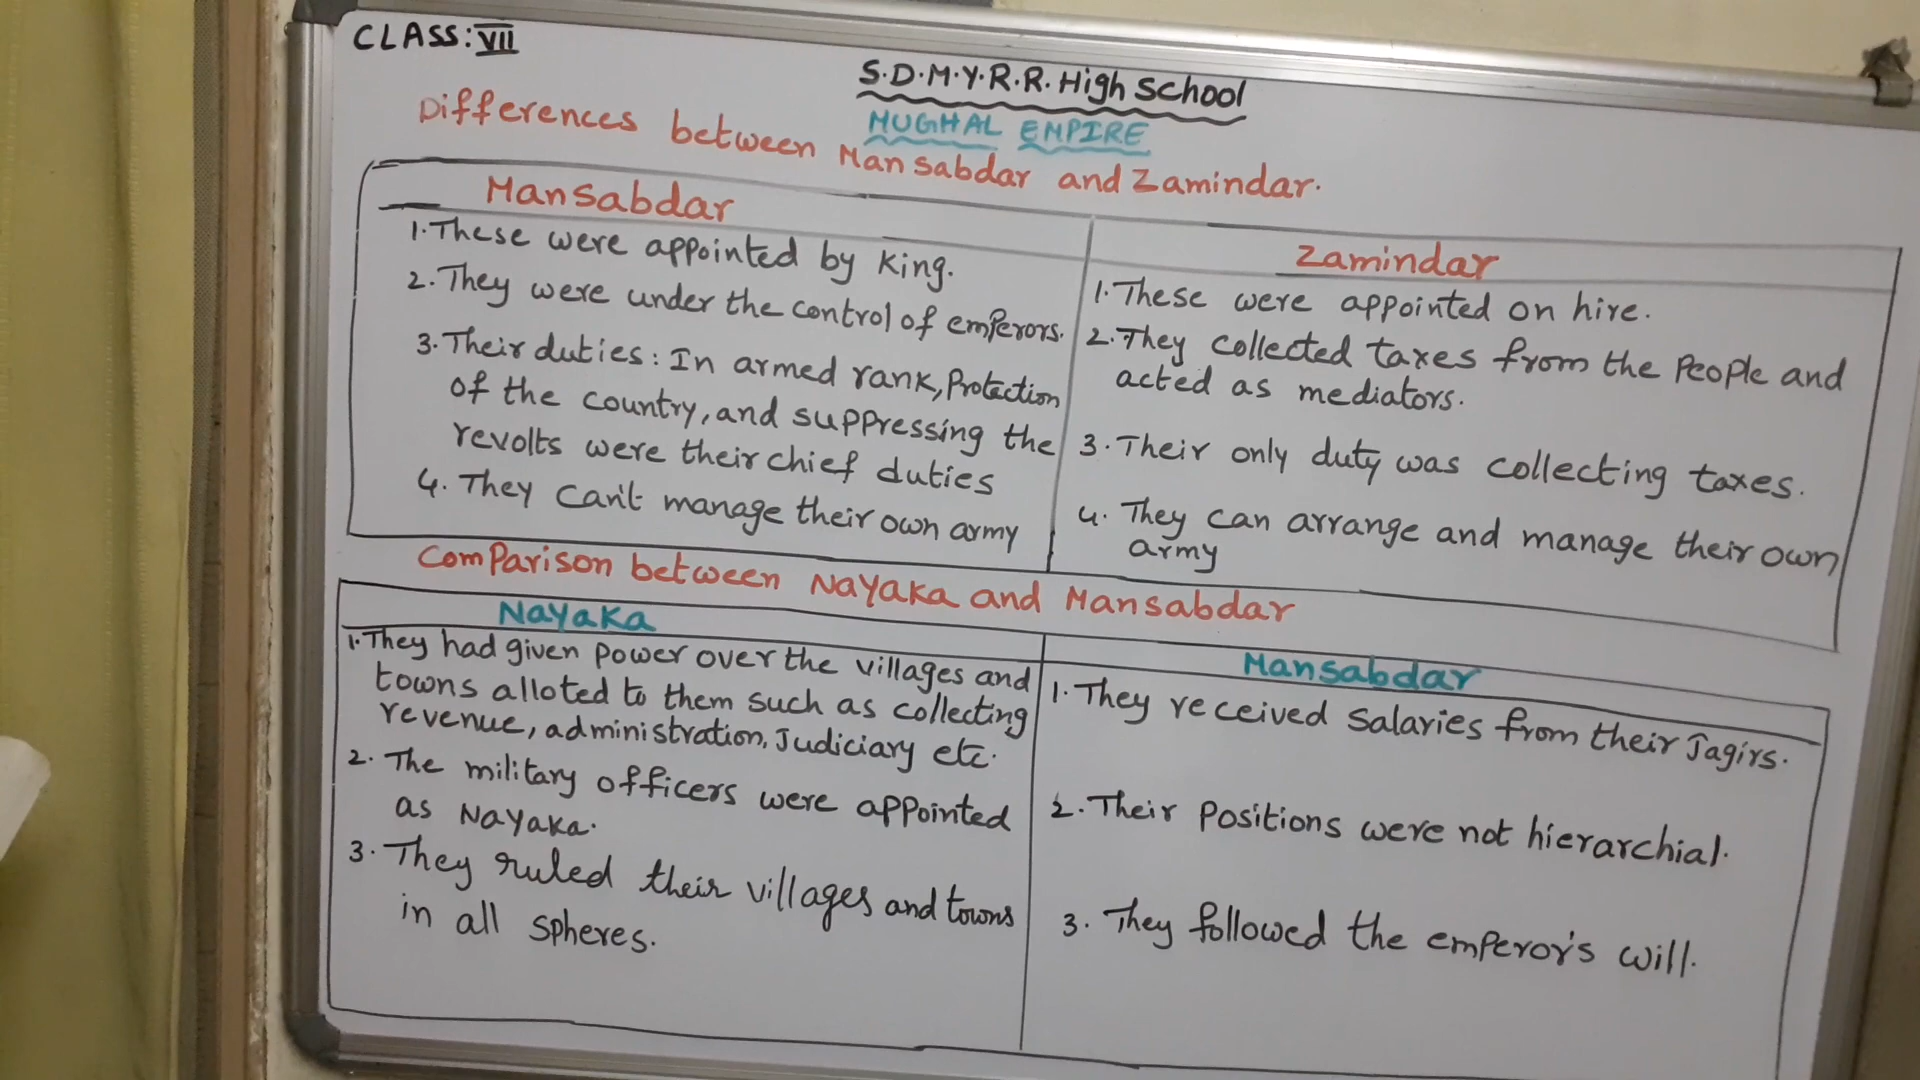 CLASS: VII
S.D.M.Y.R.R. High School
MUGHAL EMPIRE
Differences between Mansabdar and Zamindar.
Mansabdar
1. These were appointed by King.
2. They were under the control of emperors.
3. Their duties: In armed rank, Protection
of the country, and suppressing the
revolts were their chief duties
4. They can't manage their own army
Zamindar
1. These were appointed on hire.
2. They collected taxes from the People and
acted as mediators.
3. Their only duty was collecting taxes.
4. They can arrange and manage their own
army
Comparison between Nayaka and Mansabdar
Nayaka
1. They had given power over the villages and
towns alloted to them such as collecting
revenue, administration, Judiciary etc.
2. The military officers were appointed
as Nayaka.
3. They ruled their villages and towns
in all spheres.
Mansabdar
1. They received salaries from their Jagirs.
2. Their positions were not hierarchial.
3. They followed the emperor's will.